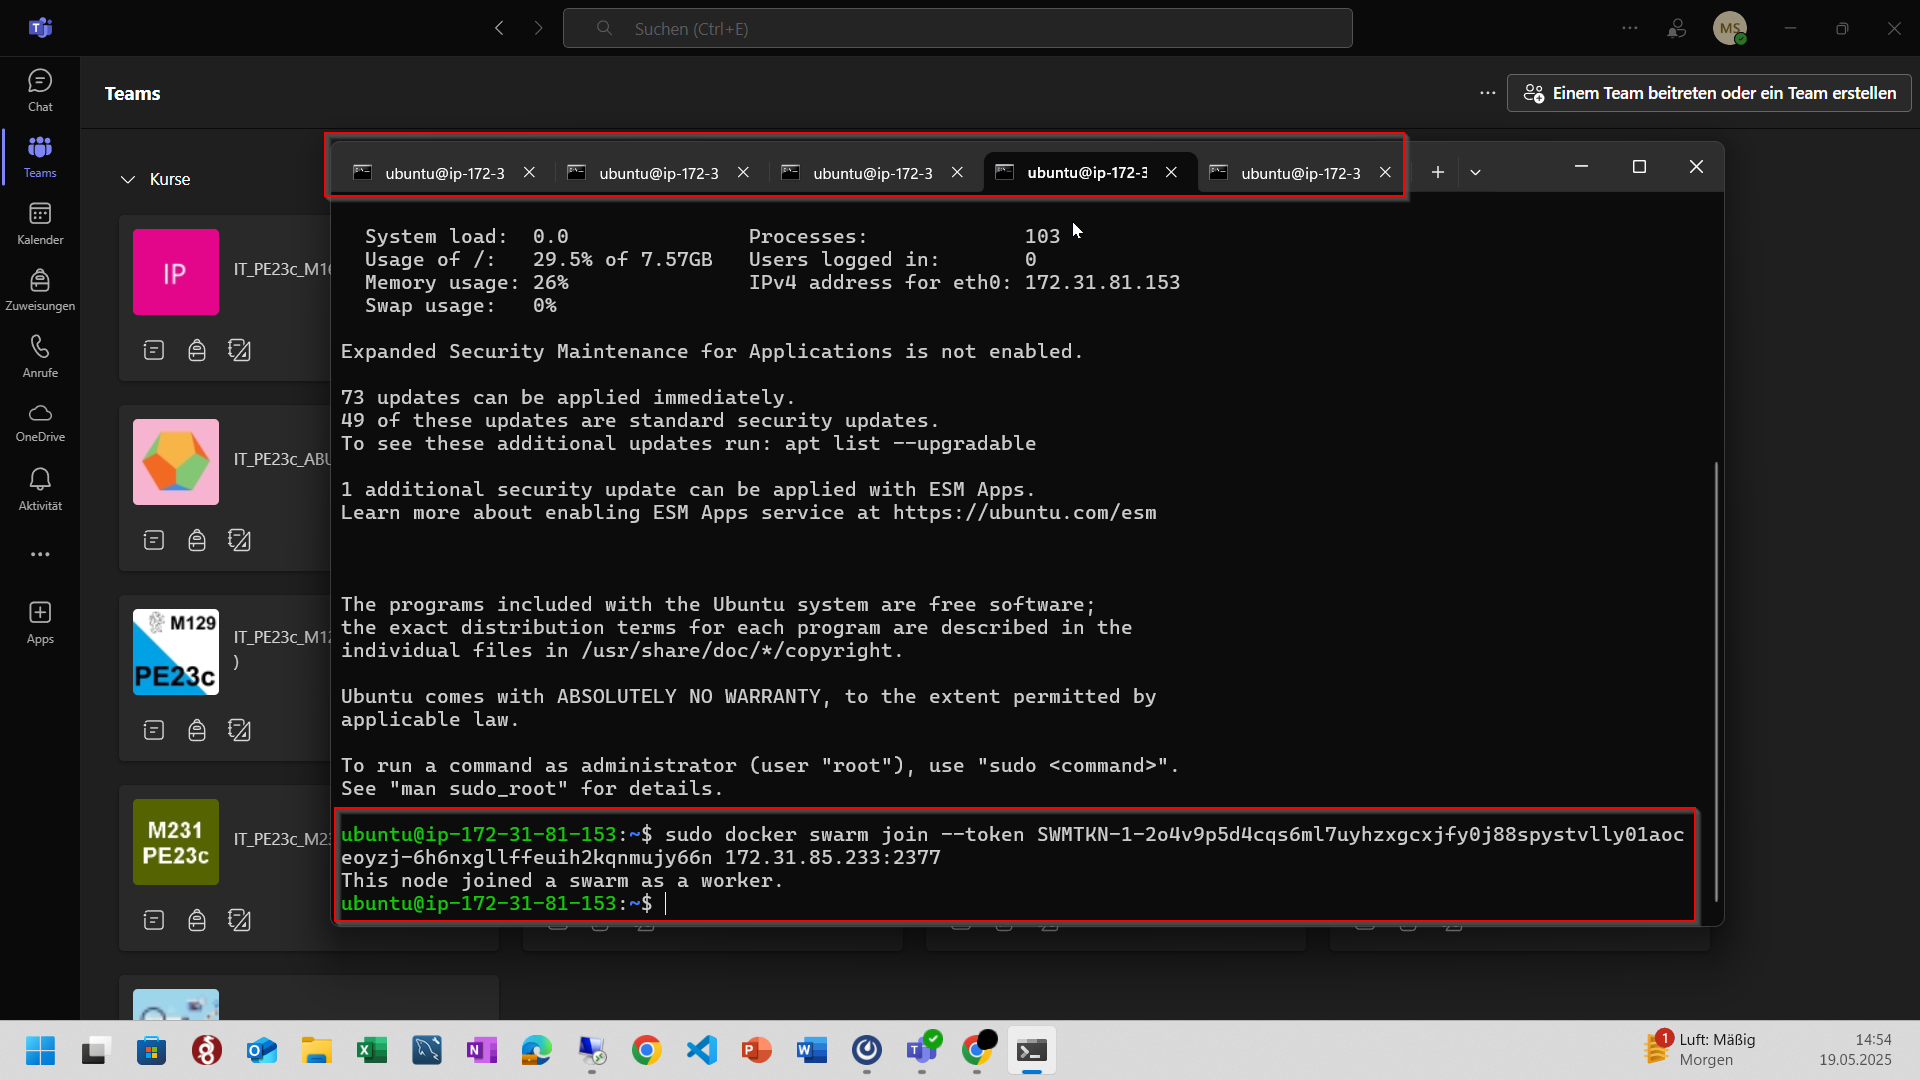 Suchen (Ctrl+E)
MS
Chat
Teams
Kalender
Zuweisungen
Anrufe
OneDrive
Aktivität
Apps
Teams
Einem Team beitreten oder ein Team erstellen
Kurse
IP
IT_PE23c_M16
IT_PE23c_ABU
M129
PE23c
IT_PE23c_M12
)
M231
PE23c
IT_PE23c_M23
ubuntu@ip-172-3
ubuntu@ip-172-3
ubuntu@ip-172-3
ubuntu@ip-172-3
ubuntu@ip-172-3
System load: 0.0 Processes: 103
Usage of /: 29.5% of 7.57GB Users logged in: 0
Memory usage: 26% IPv4 address for eth0: 172.31.81.153
Swap usage: 0%
Expanded Security Maintenance for Applications is not enabled.
73 updates can be applied immediately.
49 of these updates are standard security updates.
To see these additional updates run: apt list --upgradable
1 additional security update can be applied with ESM Apps.
Learn more about enabling ESM Apps service at https://ubuntu.com/esm
The programs included with the Ubuntu system are free software;
the exact distribution terms for each program are described in the
individual files in /usr/share/doc/*/copyright.
Ubuntu comes with ABSOLUTELY NO WARRANTY, to the extent permitted by
applicable law.
To run a command as administrator (user "root"), use "sudo <command>".
See "man sudo_root" for details.
ubuntu@ip-172-31-81-153:~$ sudo docker swarm join --token SWMTKN-1-2o4v9p5d4cqs6ml7uyhzxgcxjfy0j88spystvlly01aoc
eoyzj-6h6nxgllffeuih2kqnmujy66n 172.31.85.233:2377
This node joined a swarm as a worker.
ubuntu@ip-172-31-81-153:~$
1
Luft: Mäßig
Morgen
14:54
19.05.2025